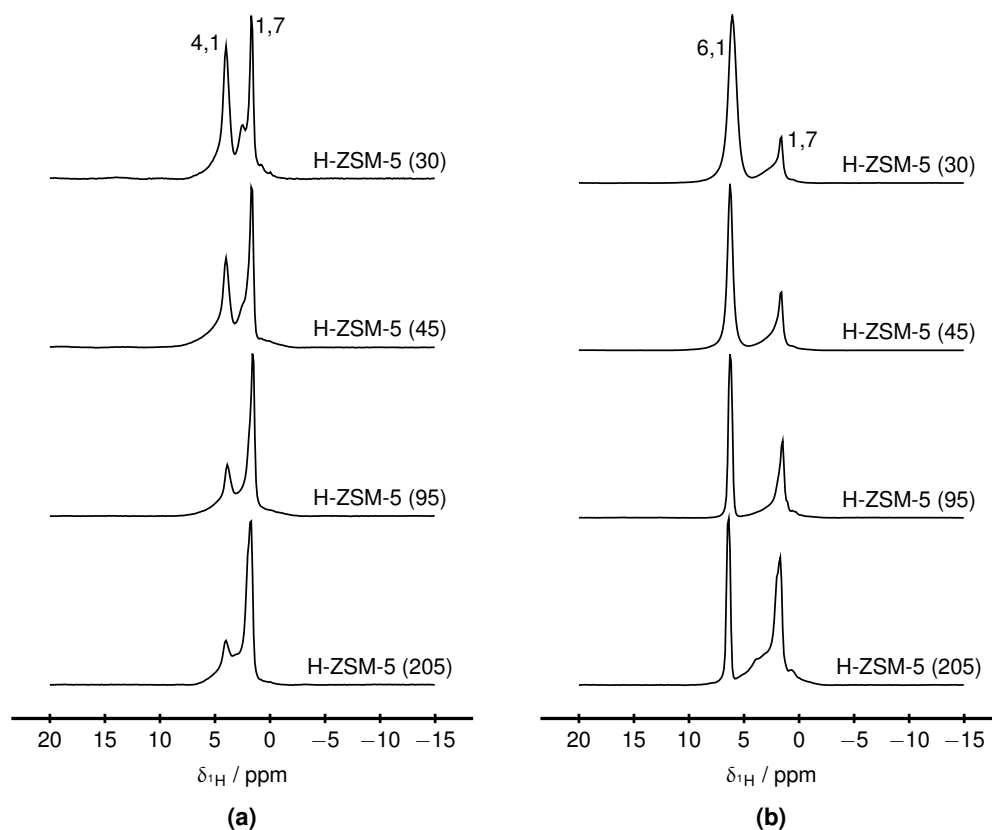 4,1
1,7
H-ZSM-5 (30)
H-ZSM-5 (45)
H-ZSM-5 (95)
H-ZSM-5 (205)
20 15 10 5 0 −5 −10 −15
δ¹H / ppm
(a)
6,1
1,7
H-ZSM-5 (30)
H-ZSM-5 (45)
H-ZSM-5 (95)
H-ZSM-5 (205)
20 15 10 5 0 −5 −10 −15
δ¹H / ppm
(b)